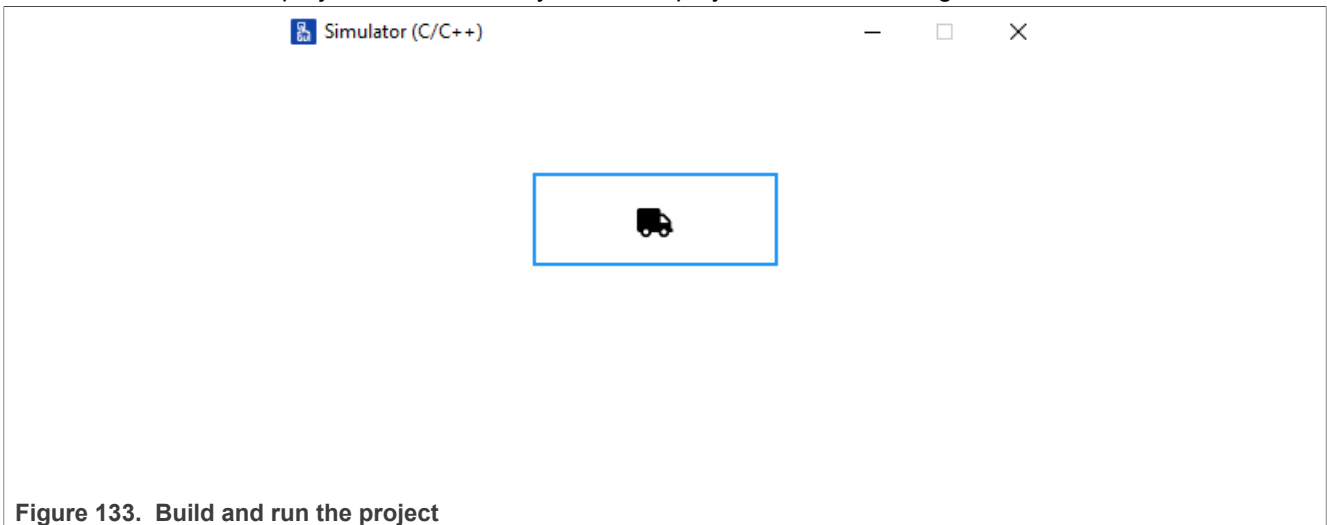 Simulator (C/C++)
Figure 133. Build and run the project